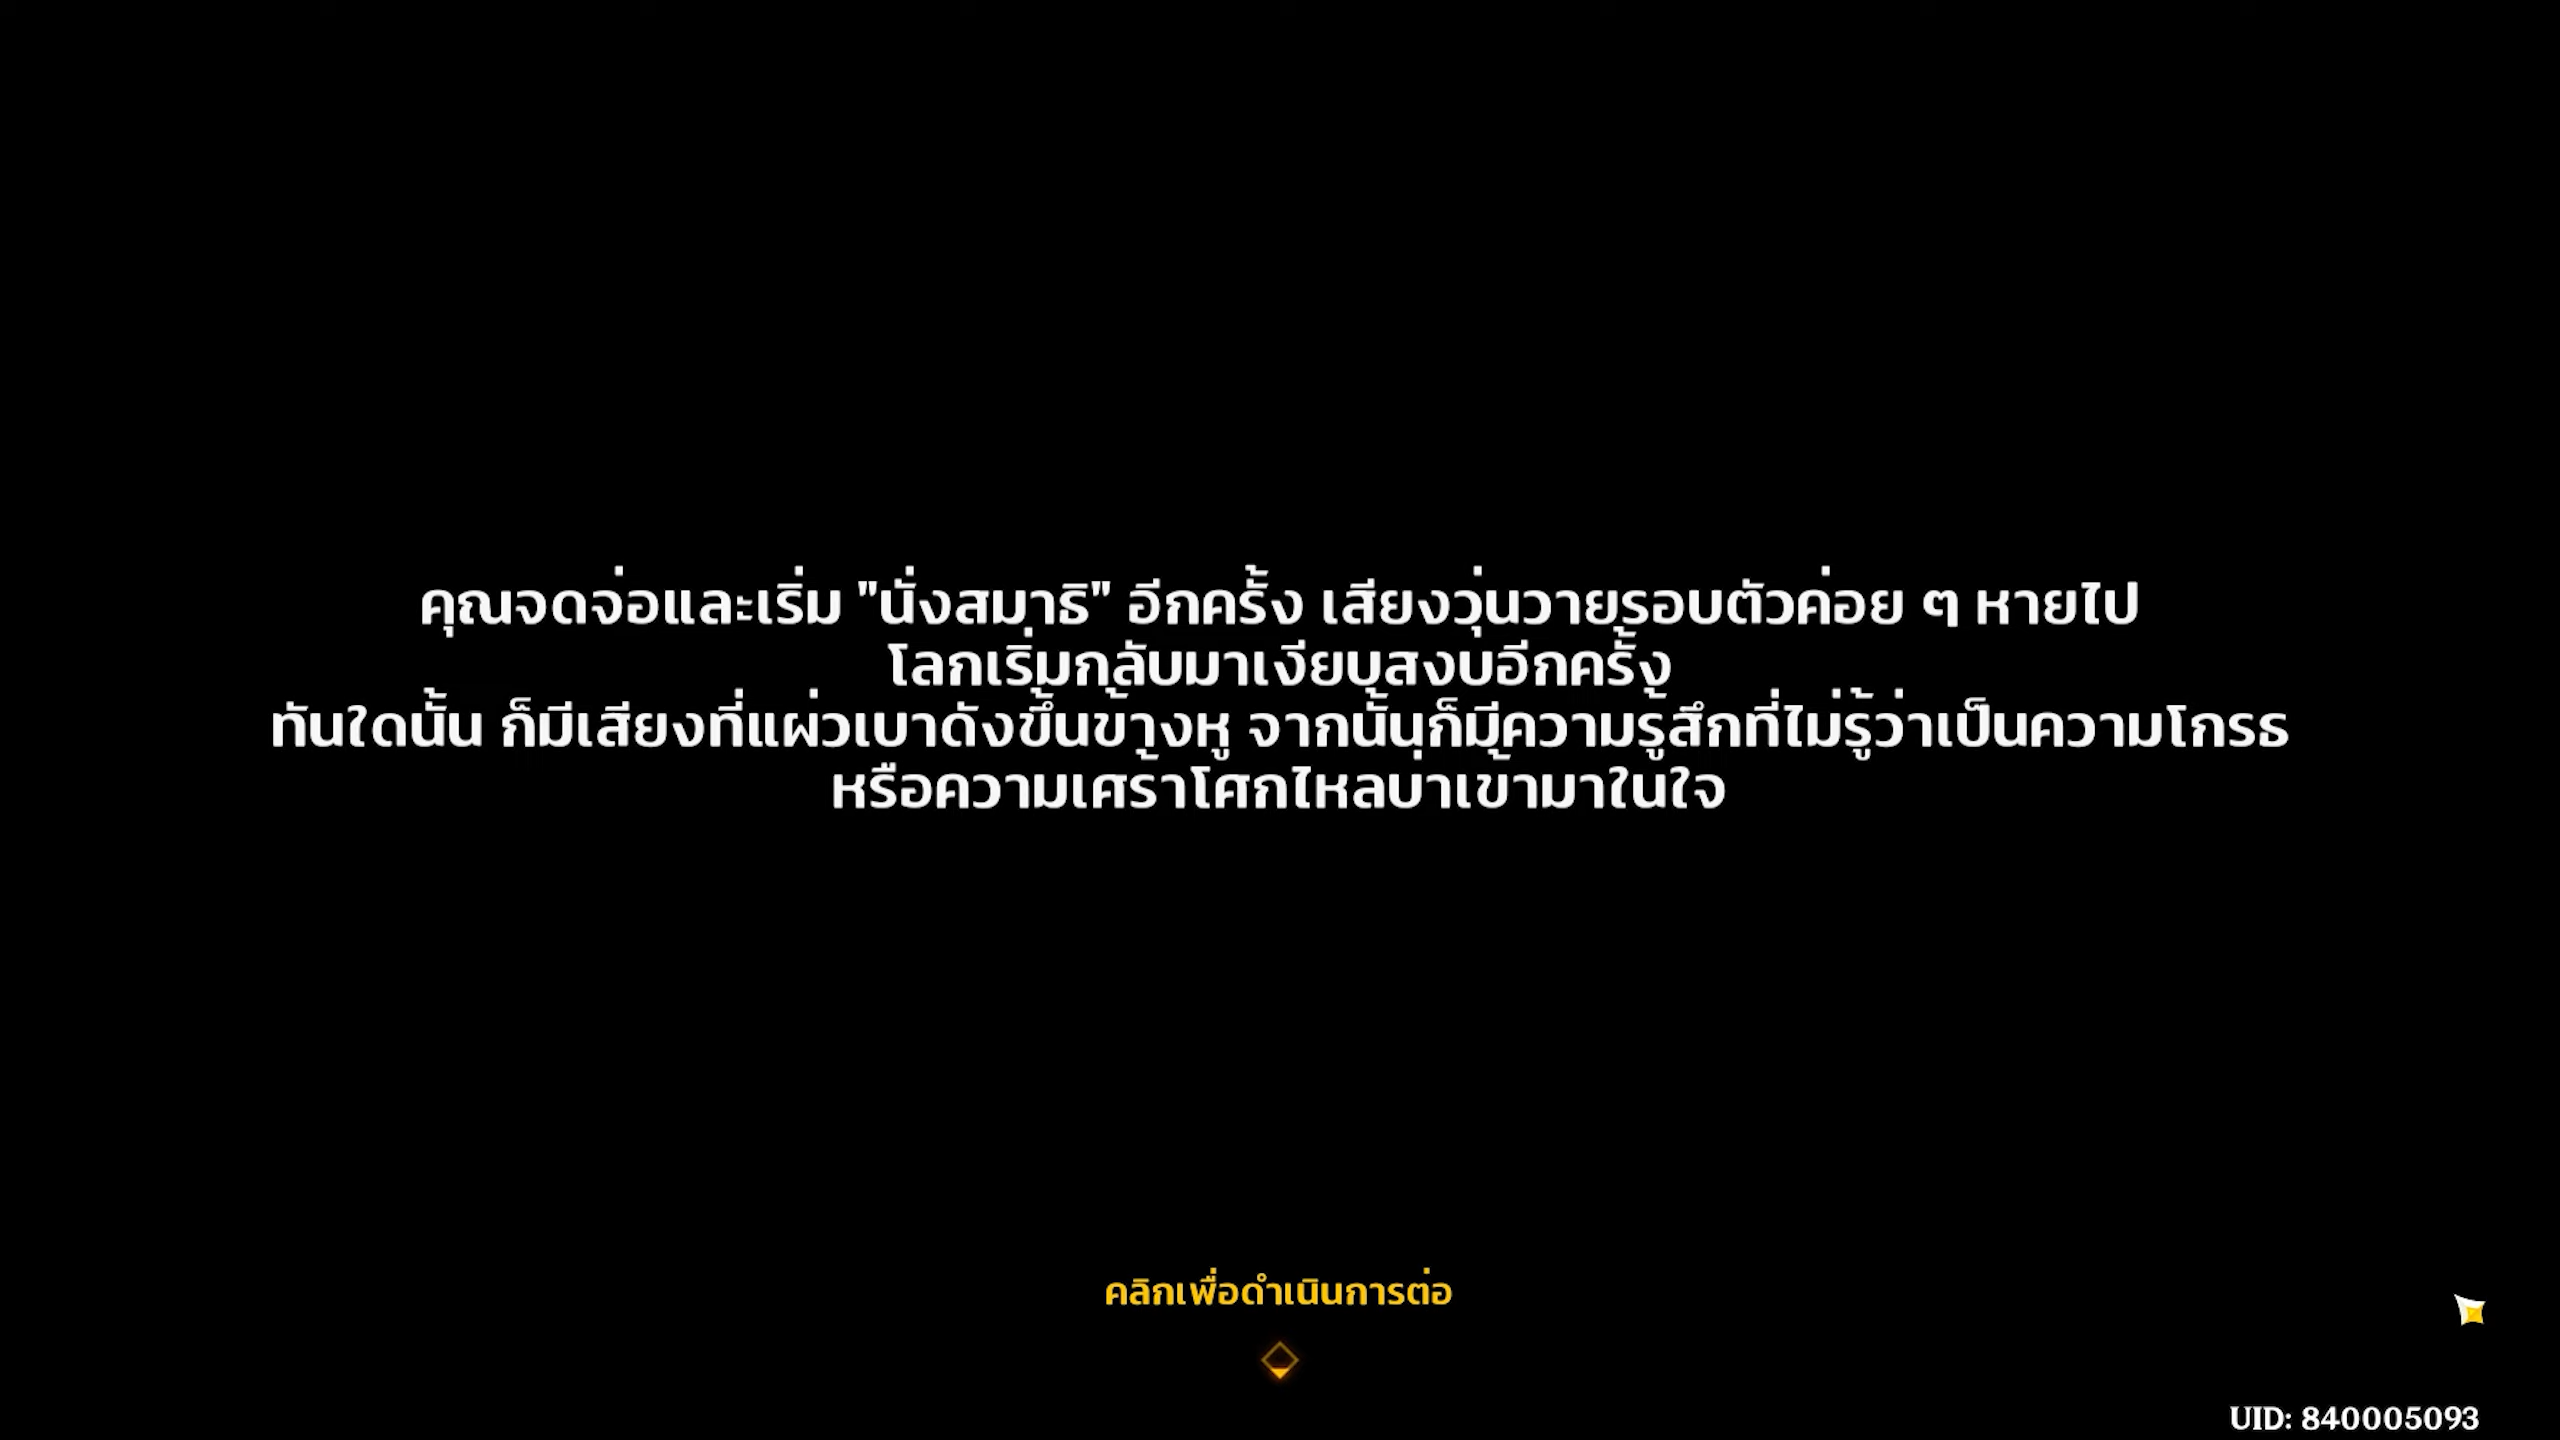 คุณจดจ่อและเริ่ม "นั่งสมาธิ" อีกครั้ง เสียงวุ่นวายรอบตัวค่อย ๆ หายไป
โลกเริ่มกลับมาเงียบสงบอีกครั้ง
ทันใดนั้น ก็มีเสียงที่แผ่วเบาดังขึ้นข้างหู จากนั้นก็มีความรู้สึกที่ไม่รู้ว่าเป็นความโกรธ
หรือความเศร้าโศกไหลบ่าเข้ามาในใจ
คลิกเพื่อดำเนินการต่อ
UID: 840005093